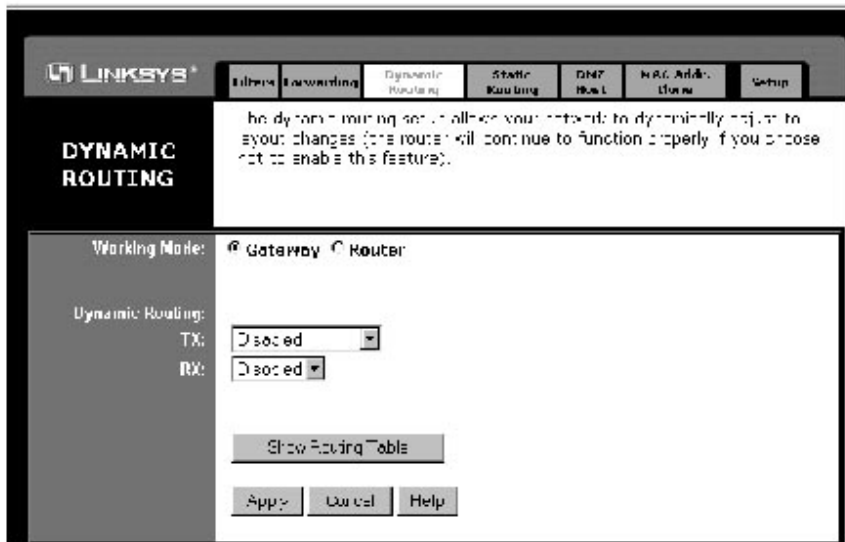 LINKSYS®
Filters Forwarding Dynamic Routing Static Routing DMZ Host MAC Addr. Clone Setup
DYNAMIC ROUTING
The dynamic routing setup allows your network to dynamically adjust to
layout changes (the router will continue to function properly if you choose
not to enable this feature).
Working Mode: Gateway Router
Dynamic Routing:
TX: Disabled
RX: Disabled
Show Routing Table
Apply Cancel Help